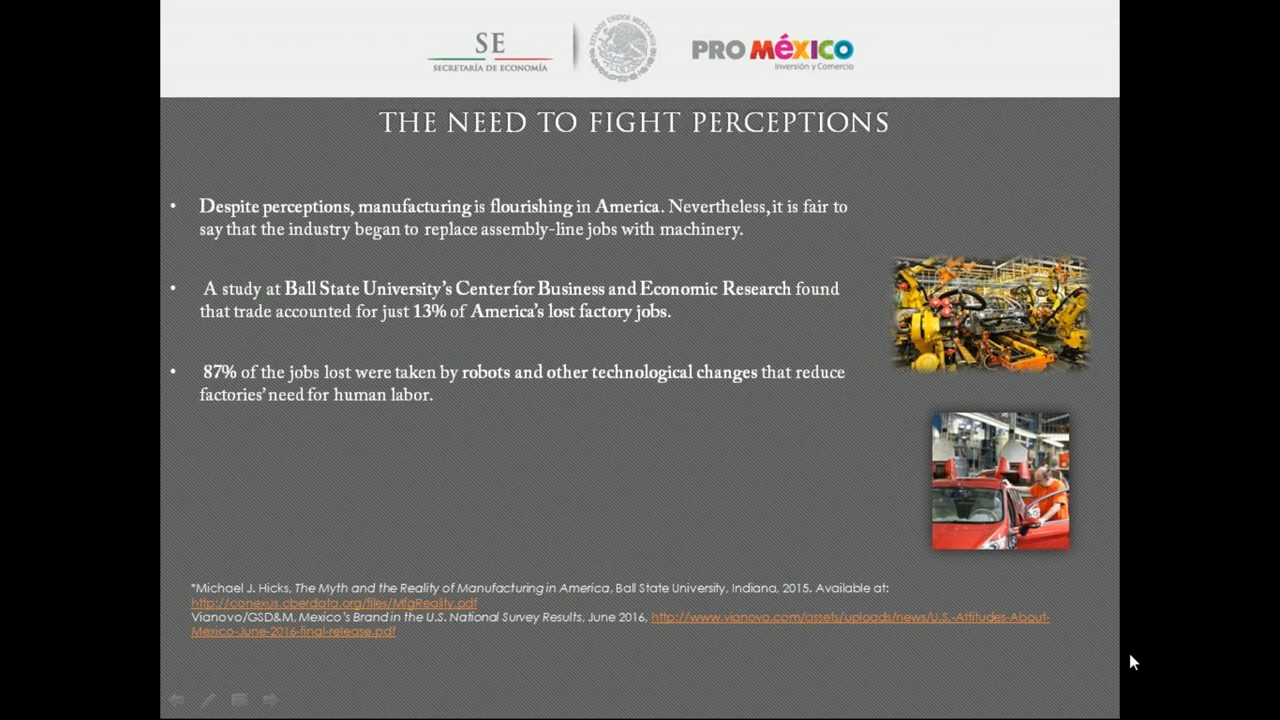 SE
SECRETARÍA DE ECONOMÍA
ESTADOS UNIDOS MEXICANOS
PRO MéXICO
Inversión y Comercio
THE NEED TO FIGHT PERCEPTIONS
• Despite perceptions, manufacturing is flourishing in America. Nevertheless, it is fair to
say that the industry began to replace assembly-line jobs with machinery.
• A study at Ball State University's Center for Business and Economic Research found
that trade accounted for just 13% of America's lost factory jobs.
• 87% of the jobs lost were taken by robots and other technological changes that reduce
factories' need for human labor.
*Michael J. Hicks, The Myth and the Reality of Manufacturing in America, Ball State University, Indiana, 2015. Available at:
http://conexus.cberdata.org/files/MfgReality.pdf
Vianovo/GSD&M, Mexico's Brand in the U.S. National Survey Results, June 2016, http://www.vianovo.com/assets/uploads/news/U.S.-Attitudes-About-
Mexico-June-2016-final-release.pdf